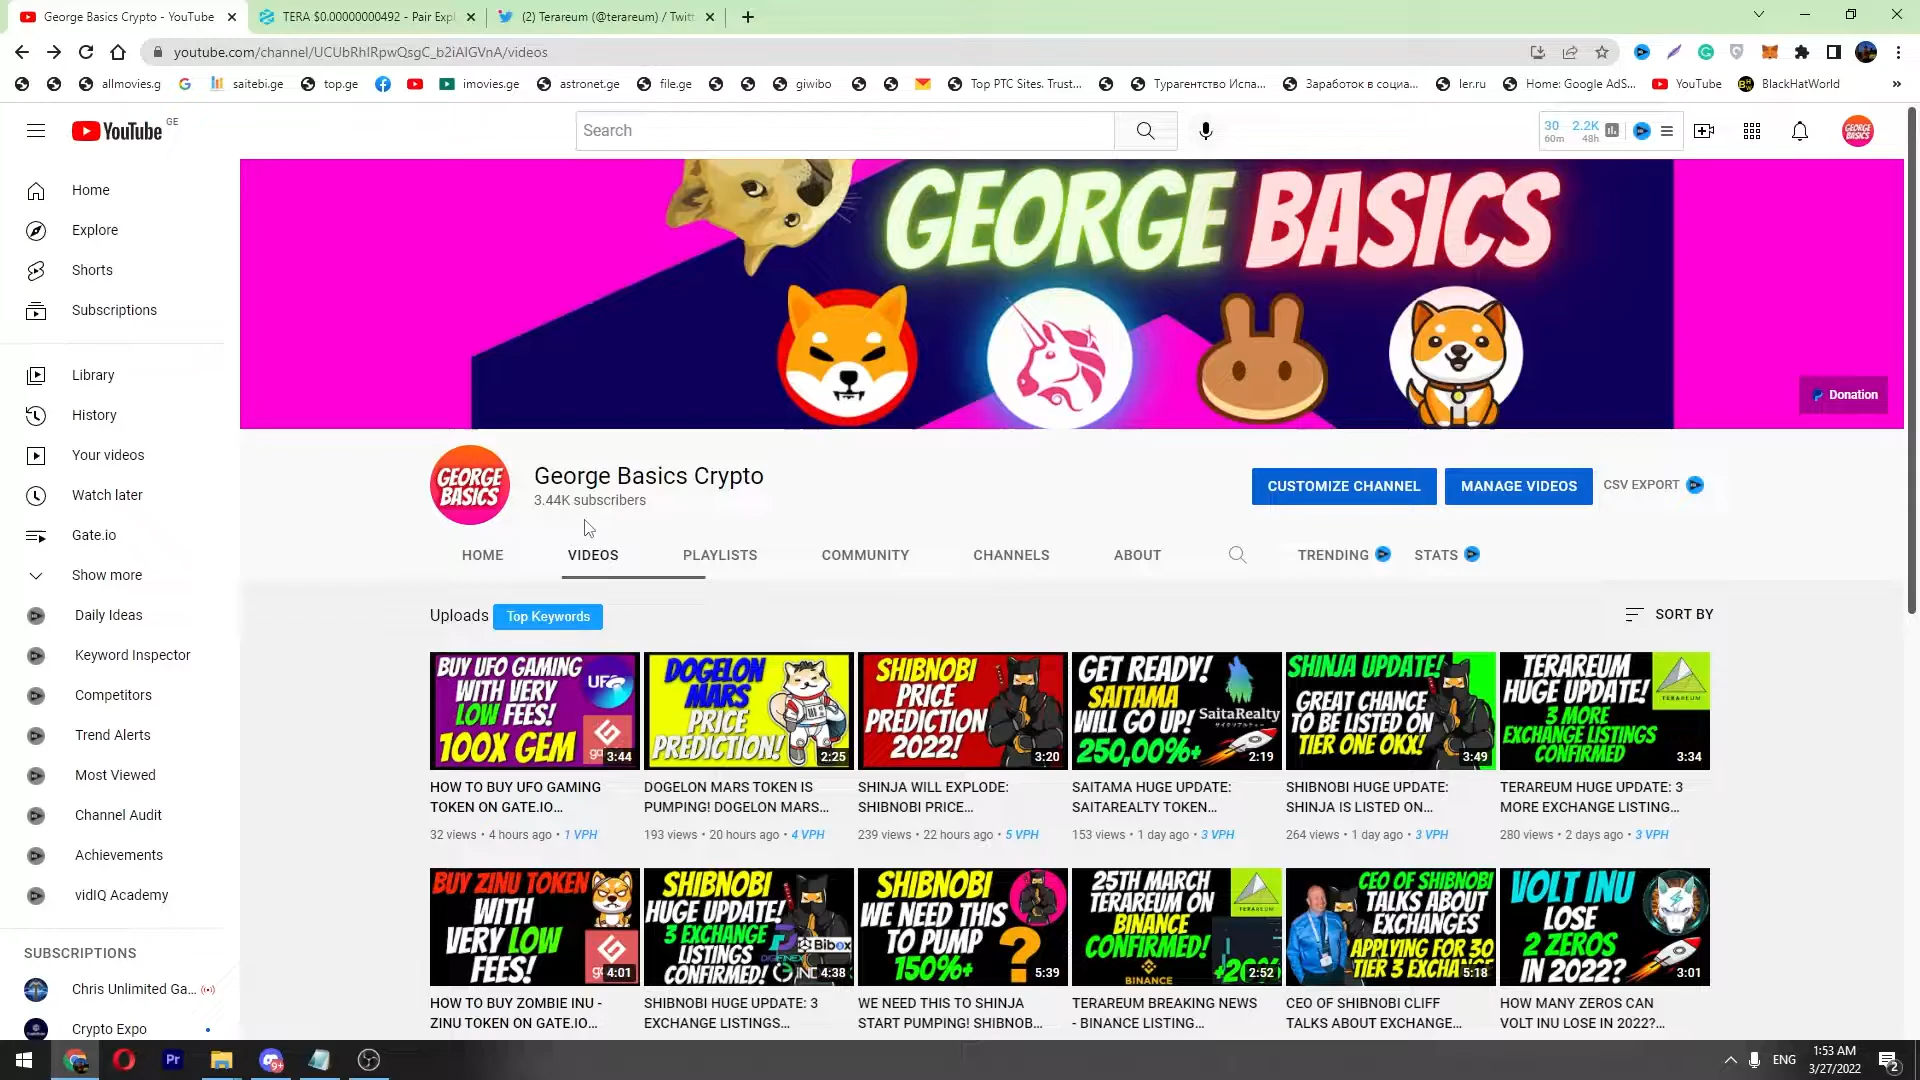 George Basics Crypto - YouTube
TERA $0.00000000492 - Pair Expl
(2) Terareum (@terareum) / Twitt
youtube.com/channel/UCUbRhIRpwQsgC_b2iAlGVnA/videos
allmovies.g
saitebi.ge
top.ge
imovies.ge
astronet.ge
file.ge
giwibo
Top PTC Sites. Trust...
Турагентство Испа...
Заработок в социа...
ler.ru
Home: Google AdS...
YouTube
BlackHatWorld
YouTube GE
Search
30 2.2K
60m 48h
GEORGE BASICS
Home
Explore
Shorts
Subscriptions
Library
History
Your videos
Watch later
Gate.io
Show more
Daily Ideas
Keyword Inspector
Competitors
Trend Alerts
Most Viewed
Channel Audit
Achievements
vidIQ Academy
SUBSCRIPTIONS
Chris Unlimited Ga...
Crypto Expo
GEORGE BASICS
Donation
GEORGE
BASICS
George Basics Crypto
3.44K subscribers
CUSTOMIZE CHANNEL
MANAGE VIDEOS
CSV EXPORT
HOME
VIDEOS
PLAYLISTS
COMMUNITY
CHANNELS
ABOUT
TRENDING
STATS
Uploads
Top Keywords
SORT BY
BUY UFO GAMING
WITH VERY
LOW FEES!
100X GEM
UF
3:44
HOW TO BUY UFO GAMING
TOKEN ON GATE.IO...
32 views • 4 hours ago • 1 VPH
DOGELON
MARS
PRICE
PREDICTION!
2:25
DOGELON MARS TOKEN IS
PUMPING! DOGELON MARS...
193 views • 20 hours ago • 4 VPH
SHIBNOBI
PRICE
PREDICTION
2022!
3:20
SHINJA WILL EXPLODE:
SHIBNOBI PRICE...
239 views • 22 hours ago • 5 VPH
GET READY!
SAITAMA
WILL GO UP!
250,00%+
SaitaRealty
2:19
SAITAMA HUGE UPDATE:
SAITAREALTY TOKEN...
153 views • 1 day ago • 3 VPH
SHINJA UPDATE!
GREAT CHANCE
TO BE LISTED ON
TIER ONE OKX!
3:49
SHIBNOBI HUGE UPDATE:
SHINJA IS LISTED ON...
264 views • 1 day ago • 3 VPH
TERAREUM
HUGE UPDATE!
3 MORE
EXCHANGE LISTINGS
CONFIRMED
TERAREUM
3:34
TERAREUM HUGE UPDATE: 3
MORE EXCHANGE LISTING...
280 views • 2 days ago • 3 VPH
BUY ZINU TOKEN
WITH
VERY LOW
FEES!
4:01
HOW TO BUY ZOMBIE INU -
ZINU TOKEN ON GATE.IO...
SHIBNOBI
HUGE UPDATE!
3 EXCHANGE
LISTINGS
CONFIRMED!
Bibox
4:38
SHIBNOBI HUGE UPDATE: 3
EXCHANGE LISTINGS...
SHIBNOBI
WE NEED THIS
TO PUMP
150%+
?
5:39
WE NEED THIS TO SHINJA
START PUMPING! SHIBNOB...
25TH MARCH
TERAREUM ON
BINANCE
CONFIRMED!
BINANCE
TERAREUM
2:52
TERAREUM BREAKING NEWS
- BINANCE LISTING...
CEO OF SHIBNOBI
TALKS ABOUT
EXCHANGES
APPLYING FOR 30
TIER 3 EXCHAN
5:18
CEO OF SHIBNOBI CLIFF
TALKS ABOUT EXCHANGE...
VOLT INU
LOSE
2 ZEROS
IN 2022?
3:01
HOW MANY ZEROS CAN
VOLT INU LOSE IN 2022?...
Pr
9+
ENG
1:53 AM
3/27/2022
2